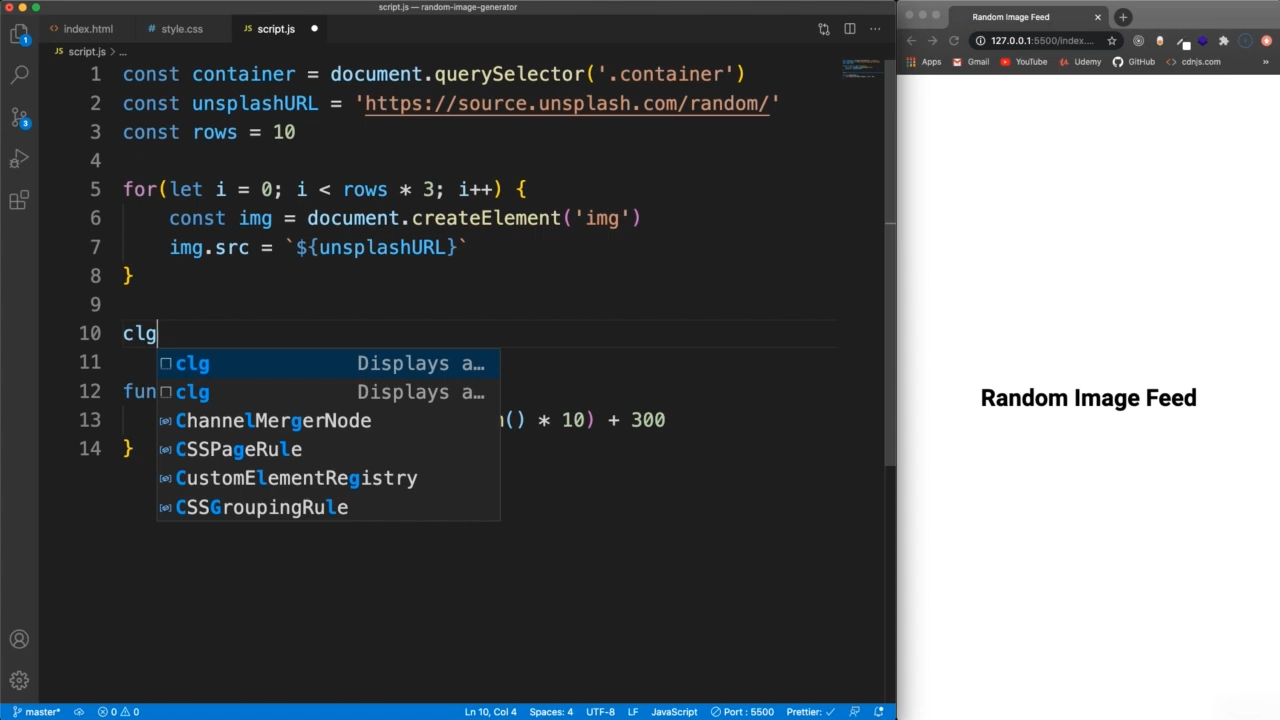 script.js — random-image-generator
index.html
style.css
script.js
script.js > ...
1 const container = document.querySelector('.container')
2 const unsplashURL = 'https://source.unsplash.com/random/'
3 const rows = 10
4
5 for(let i = 0; i < rows * 3; i++) {
6 const img = document.createElement('img')
7 img.src = `${unsplashURL}`
8 }
9
10 clg
11
12 fun
13 () * 10) + 300
14 }
clg Displays a…
clg Displays a…
ChannelMergerNode
CSSPageRule
CustomElementRegistry
CSSGroupingRule
1
3
master* 0 0 Ln 10, Col 4 Spaces: 4 UTF-8 LF JavaScript Port : 5500 Prettier: ✓
Random Image Feed
127.0.0.1:5500/index....
Apps Gmail YouTube Udemy GitHub cdnjs.com »
Random Image Feed